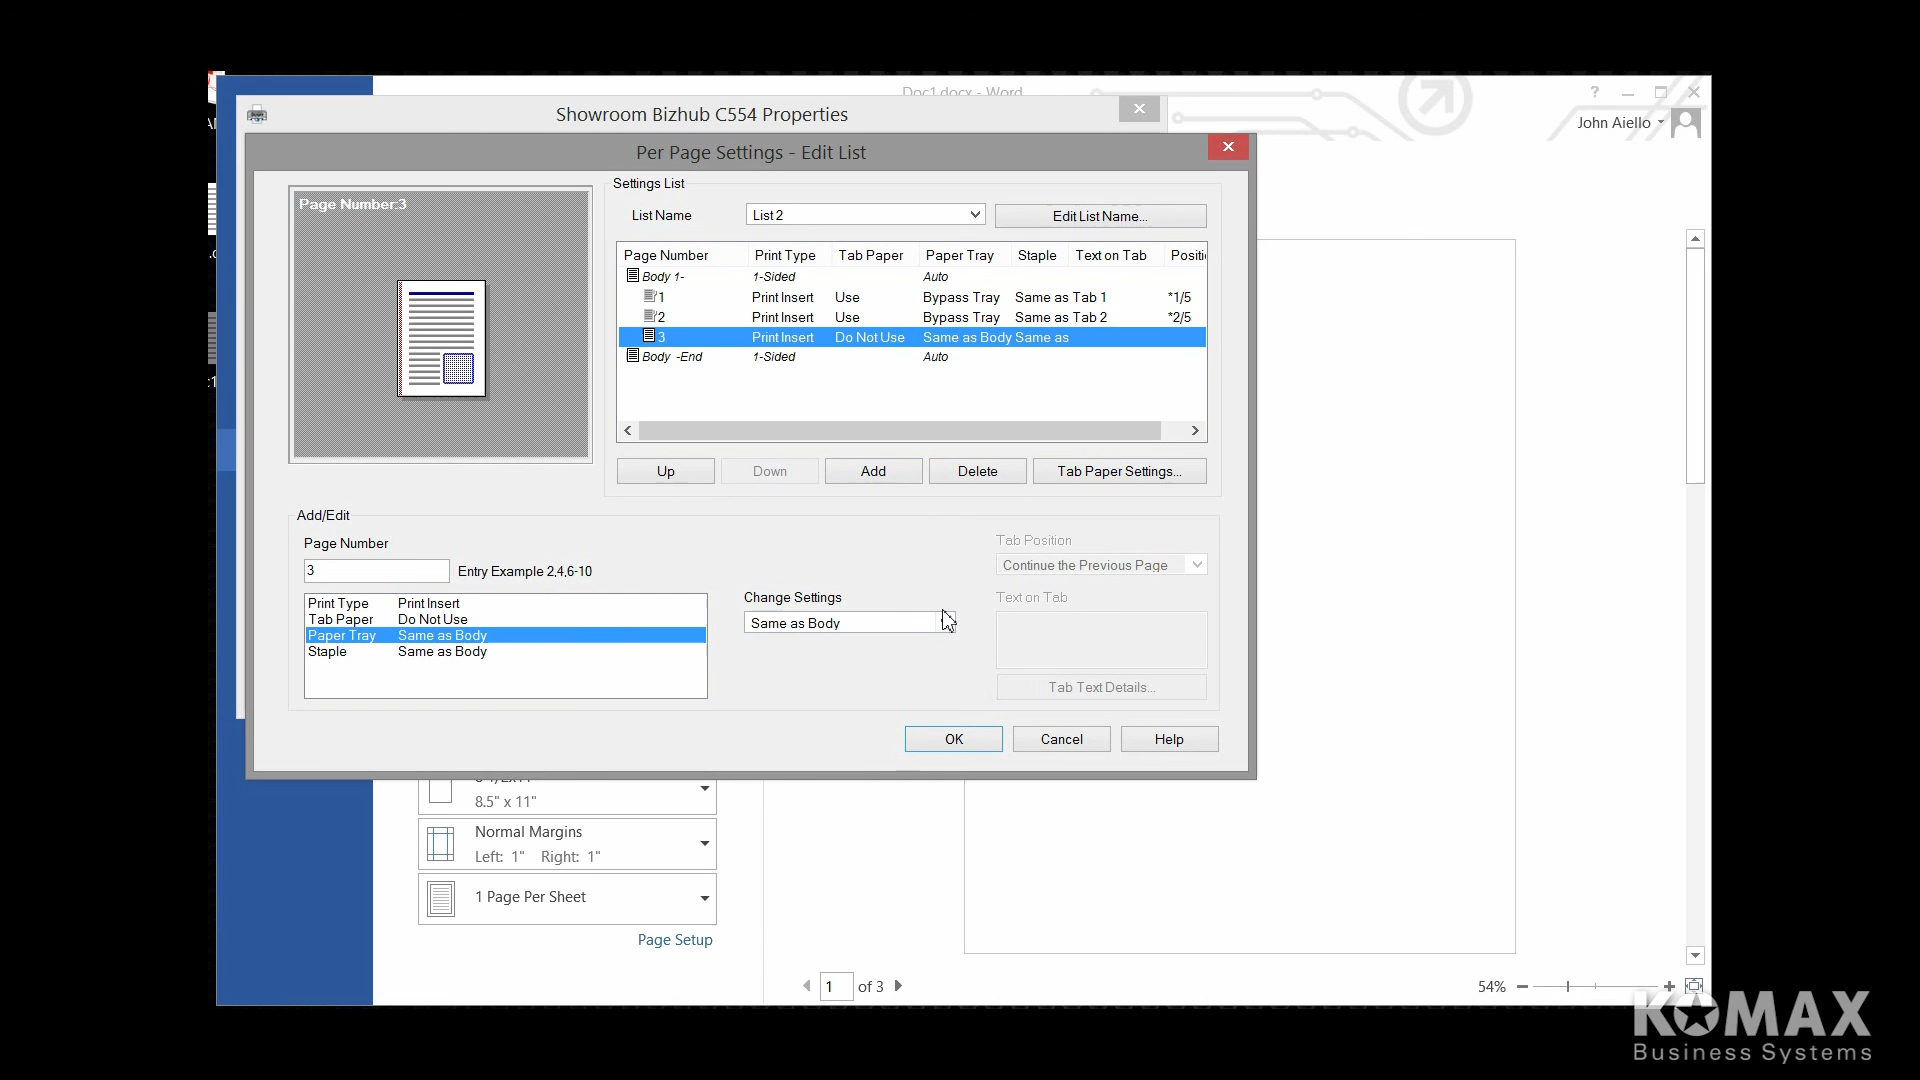 Doc1.docx - Word
?
John Aiello
Showroom Bizhub C554 Properties
Per Page Settings - Edit List
Page Number:3
Settings List
List Name List 2 Edit List Name...
Page Number Print Type Tab Paper Paper Tray Staple Text on Tab Positi
Body 1- 1-Sided Auto
1 Print Insert Use Bypass Tray Same as Tab 1 *1/5
2 Print Insert Use Bypass Tray Same as Tab 2 *2/5
3 Print Insert Do Not Use Same as Body Same as
Body -End 1-Sided Auto
Up Down Add Delete Tab Paper Settings...
Add/Edit
Page Number
3 Entry Example 2,4,6-10
Print Type Print Insert
Tab Paper Do Not Use
Paper Tray Same as Body
Staple Same as Body
Change Settings
Same as Body
Tab Position
Continue the Previous Page
Text on Tab
Tab Text Details...
OK Cancel Help
8.5" x 11"
Normal Margins
Left: 1" Right: 1"
1 Page Per Sheet
Page Setup
1 of 3
54%
KOMAX
Business Systems